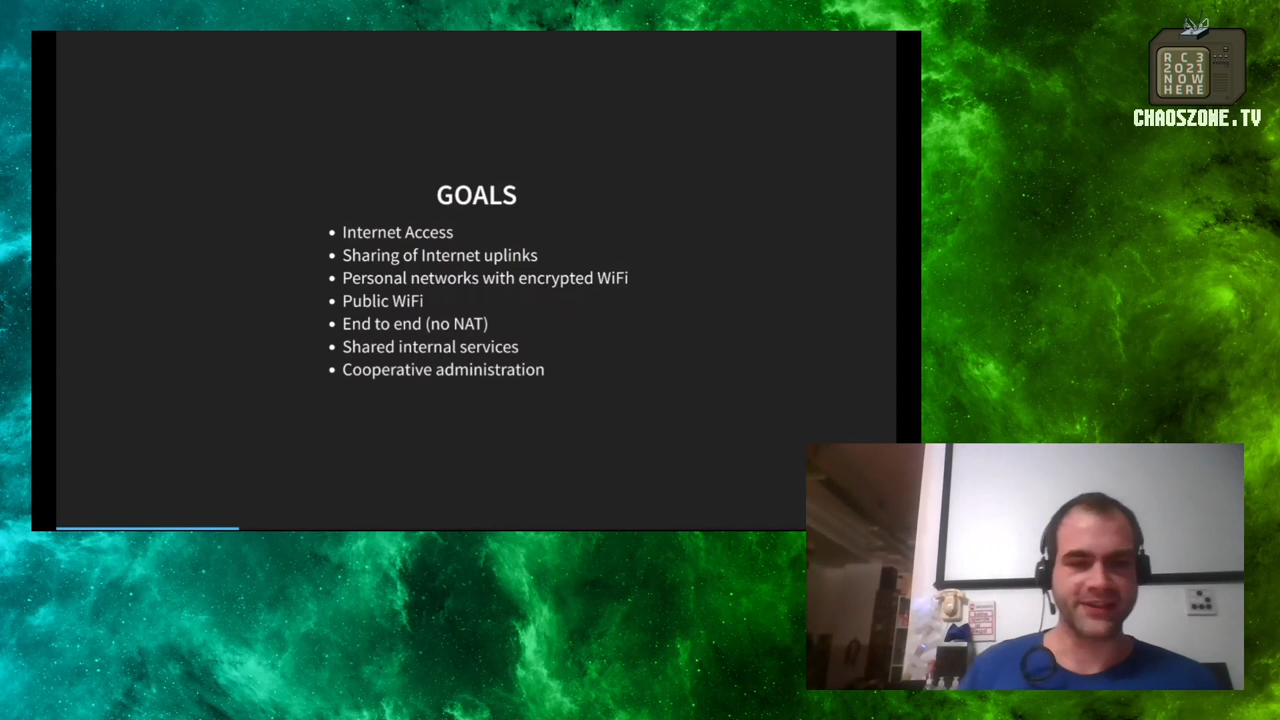 GOALS
• Internet Access
• Sharing of Internet uplinks
• Personal networks with encrypted WiFi
• Public WiFi
• End to end (no NAT)
• Shared internal services
• Cooperative administration
RC3
2021
NOW
HERE
CHAOSZONE.TV